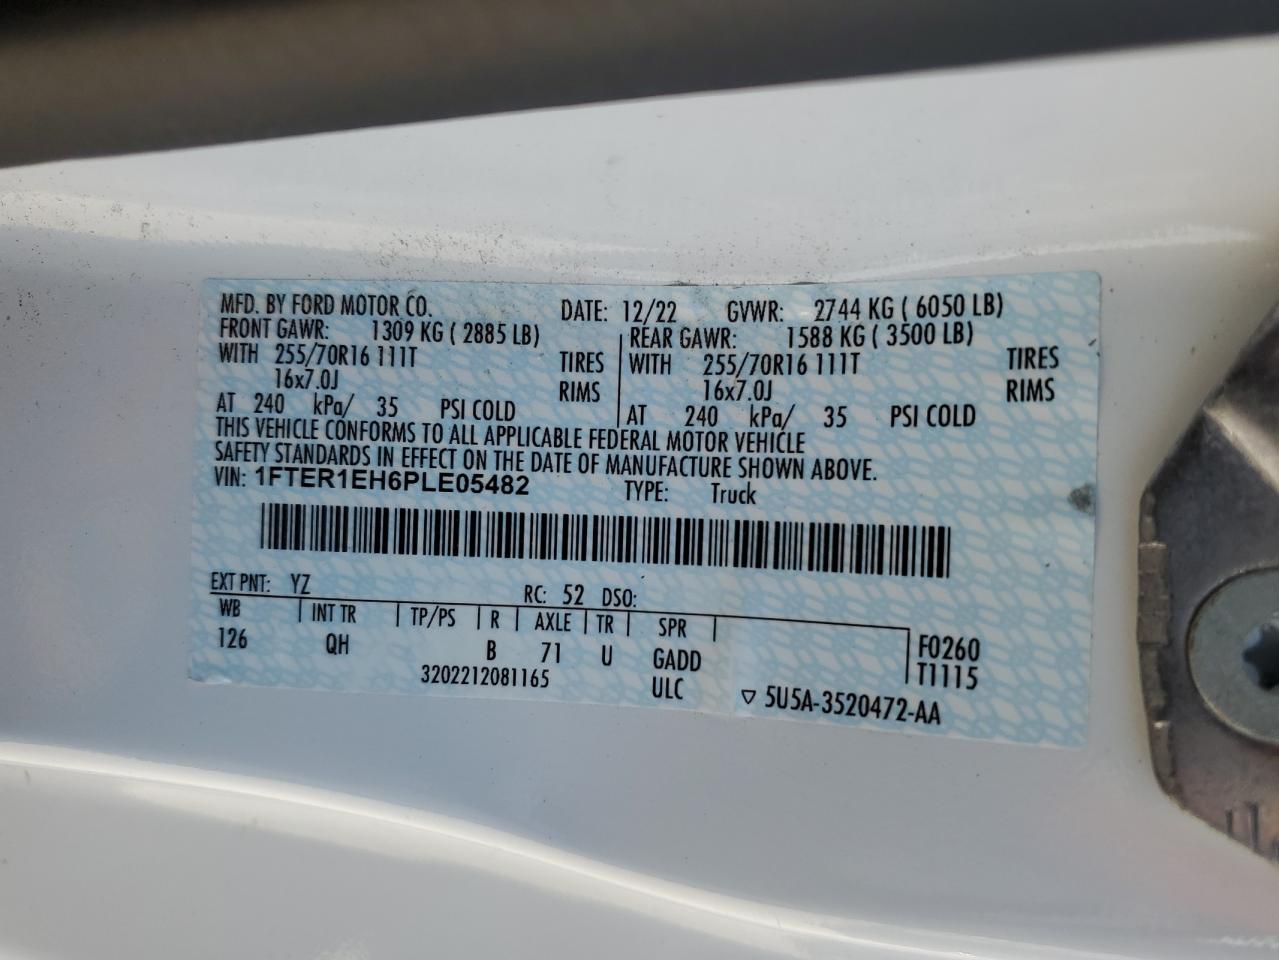 MFD. BY FORD MOTOR CO. DATE: 12/22 GVWR: 2744 KG ( 6050 LB)
FRONT GAWR: 1309 KG ( 2885 LB) REAR GAWR: 1588 KG ( 3500 LB)
WITH 255/70R16 111T TIRES WITH 255/70R16 111T TIRES
16x7.0J RIMS 16x7.0J RIMS
AT 240 kPa/ 35 PSI COLD AT 240 kPa/ 35 PSI COLD
THIS VEHICLE CONFORMS TO ALL APPLICABLE FEDERAL MOTOR VEHICLE
SAFETY STANDARDS IN EFFECT ON THE DATE OF MANUFACTURE SHOWN ABOVE.
VIN: 1FTER1EH6PLE05482 TYPE: Truck
EXT PNT: YZ RC: 52 DSO:
WB INT TR TP/PS R AXLE TR SPR F0260
126 QH B 71 U GADD T1115
3202212081165 ULC ▽ 5U5A-3520472-AA